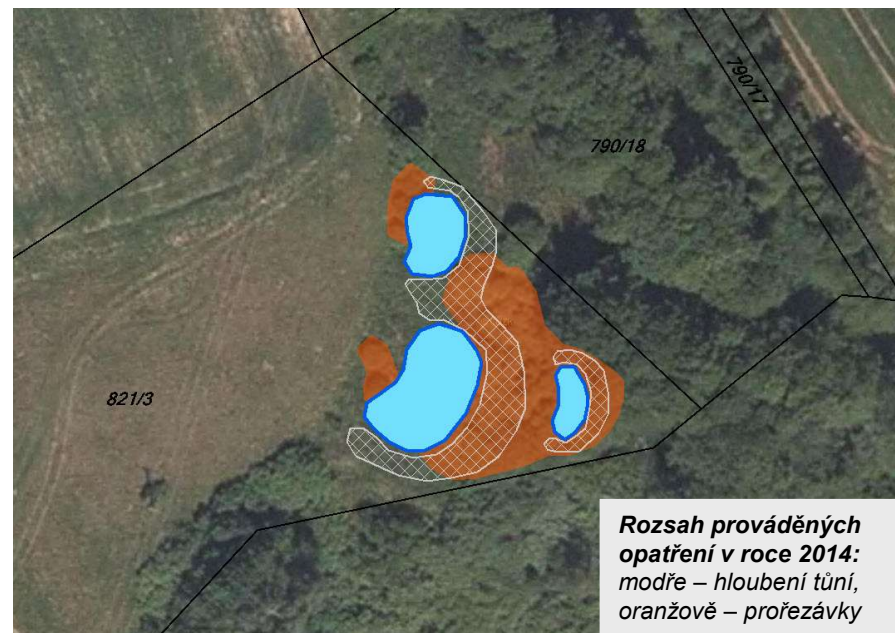 790/17
790/18
821/3
Rozsah prováděných
opatření v roce 2014:
modře – hloubení tůní,
oranžově – prořezávky